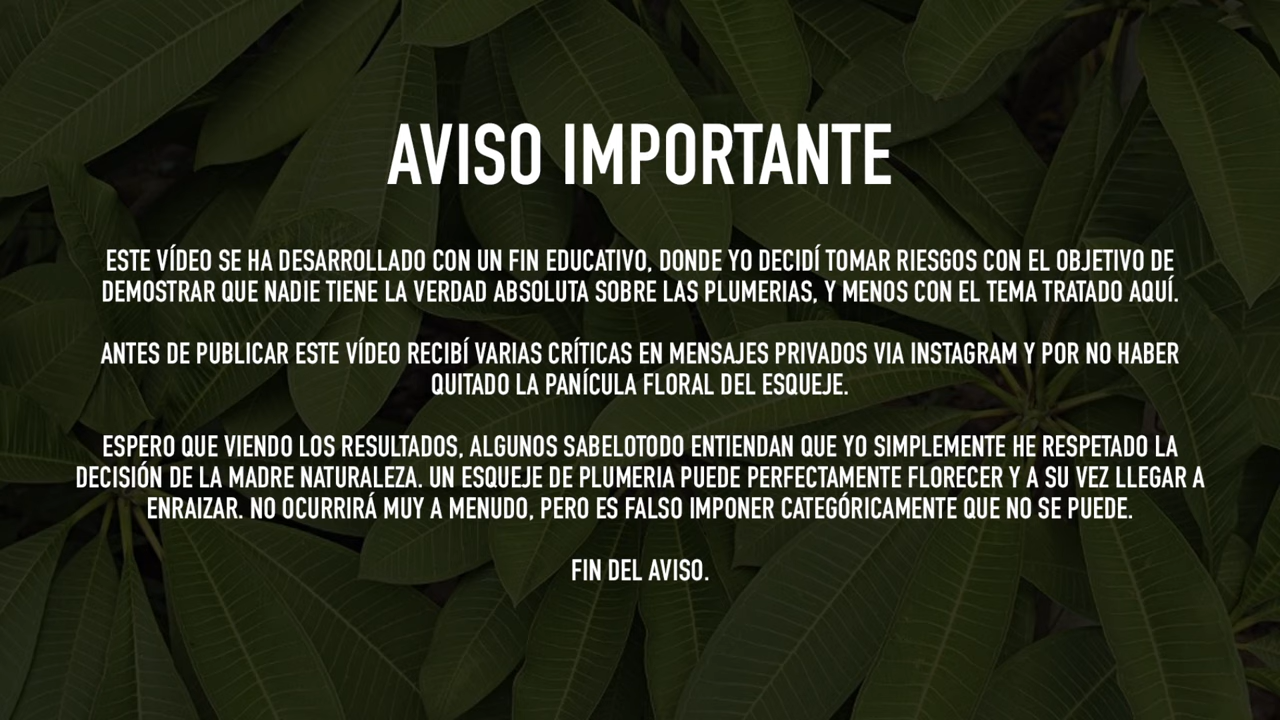 AVISO IMPORTANTE
ESTE VÍDEO SE HA DESARROLLADO CON UN FIN EDUCATIVO, DONDE YO DECIDÍ TOMAR RIESGOS CON EL OBJETIVO DE
DEMOSTRAR QUE NADIE TIENE LA VERDAD ABSOLUTA SOBRE LAS PLUMERIAS, Y MENOS CON EL TEMA TRATADO AQUÍ.
ANTES DE PUBLICAR ESTE VÍDEO RECIBÍ VARIAS CRÍTICAS EN MENSAJES PRIVADOS VIA INSTAGRAM Y POR NO HABER
QUITADO LA PANÍCULA FLORAL DEL ESQUEJE.
ESPERO QUE VIENDO LOS RESULTADOS, ALGUNOS SABELOTODO ENTIENDAN QUE YO SIMPLEMENTE HE RESPETADO LA
DECISIÓN DE LA MADRE NATURALEZA. UN ESQUEJE DE PLUMERIA PUEDE PERFECTAMENTE FLORECER Y A SU VEZ LLEGAR A
ENRAIZAR. NO OCURRIRÁ MUY A MENUDO, PERO ES FALSO IMPONER CATEGÓRICAMENTE QUE NO SE PUEDE.
FIN DEL AVISO.